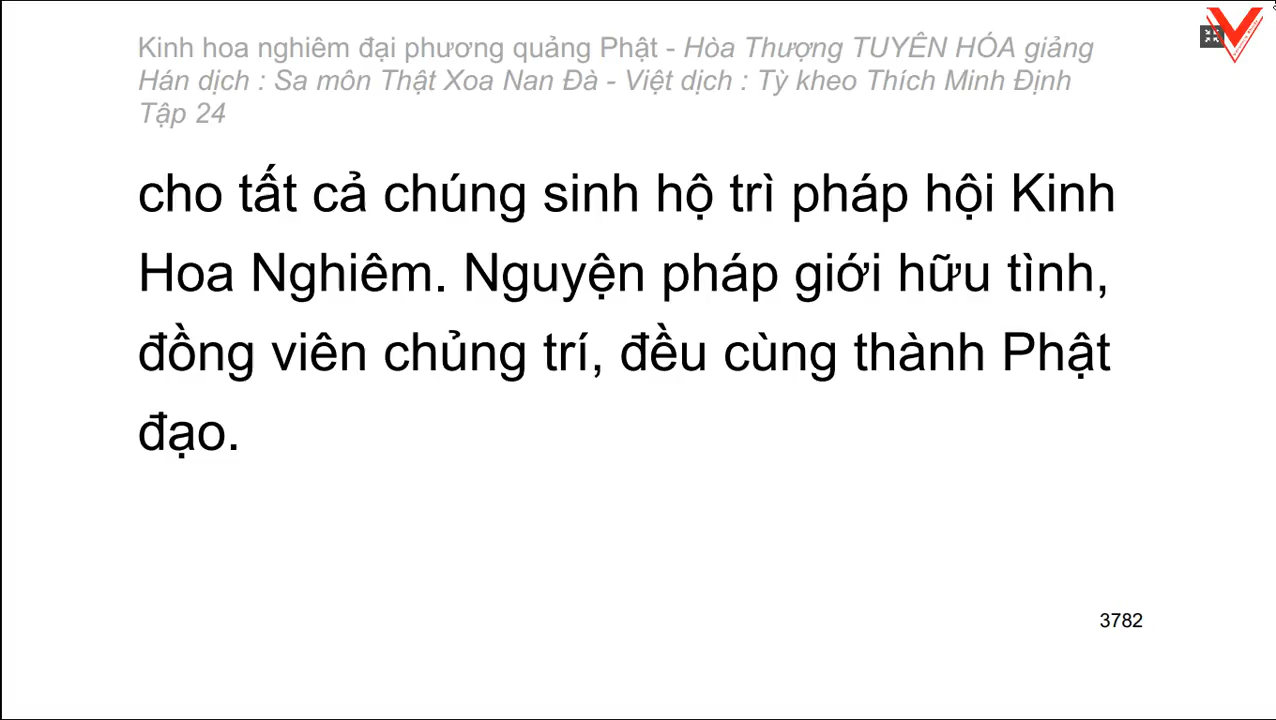 Kinh hoa nghiêm đại phương quảng Phật - Hòa Thượng TUYÊN HÓA giảng
Hán dịch : Sa môn Thật Xoa Nan Đà - Việt dịch : Tỳ kheo Thích Minh Định
Tập 24
cho tất cả chúng sinh hộ trì pháp hội Kinh
Hoa Nghiêm. Nguyện pháp giới hữu tình,
đồng viên chủng trí, đều cùng thành Phật
đạo.
3782